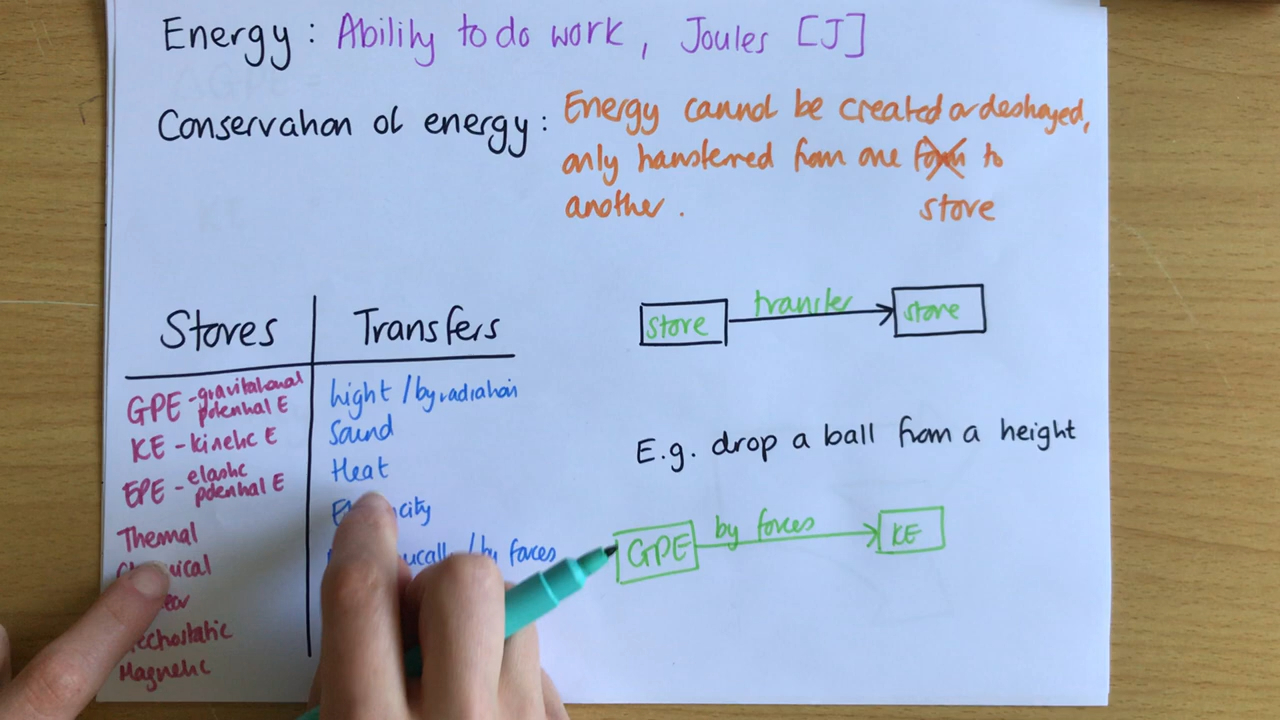 Energy : Ability to do work, Joules [J]
Conservation of energy : Energy cannot be created or destroyed,
only transferred from one form to
another. store
Stores Transfers
GPE - gravitational
potential E
KE - kinetic E
EPE - elastic
potential E
Thermal
Magnetic
Light / by radiation
Sound
Heat
/ by forces
store transfer store
E.g. drop a ball from a height
GPE by forces KE